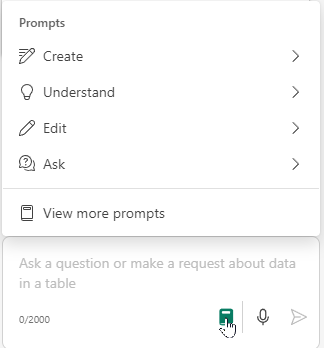 Prompts
Create
Understand
Edit
Ask
View more prompts
Ask a question or make a request about data
in a table
0/2000